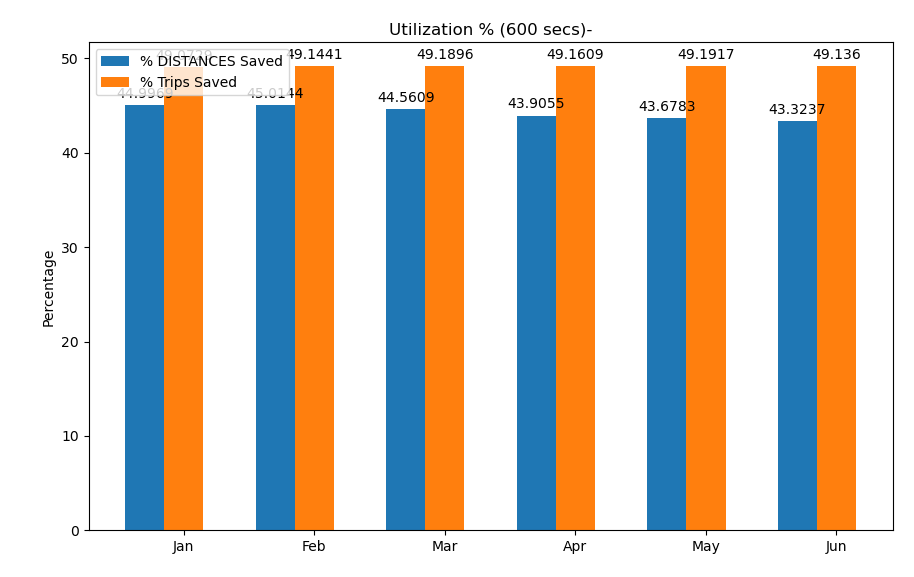 Utilization % (600 secs)-
% DISTANCES Saved
% Trips Saved
49.1441
49.1896
49.1609
49.1917
49.136
45.0144
44.5609
43.9055
43.6783
43.3237
50
40
30
20
10
0
Percentage
Jan
Feb
Mar
Apr
May
Jun